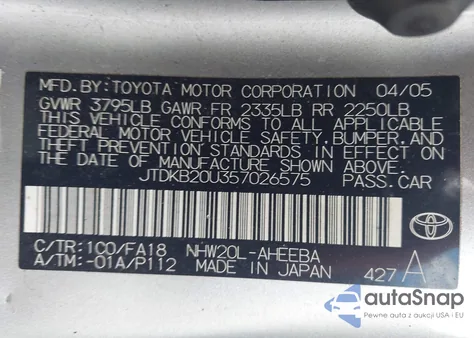 MFD. BY: TOYOTA MOTOR CORPORATION 04/05
GVWR 3795LB GAWR FR 2335LB RR 2250LB
THIS VEHICLE CONFORMS TO ALL APPLICABLE
FEDERAL MOTOR VEHICLE SAFETY, BUMPER, AND
THEFT PREVENTION STANDARDS IN EFFECT ON
THE DATE OF MANUFACTURE SHOWN ABOVE.
JTDKB20U357026575 PASS. CAR
TOYOTA
C/TR: 1C0/FA18 NHW20L-AHEEBA
A/TM: -01A/P112 MADE IN JAPAN 427 A
autoSnap
Pewne auta z aukcji USA i EU